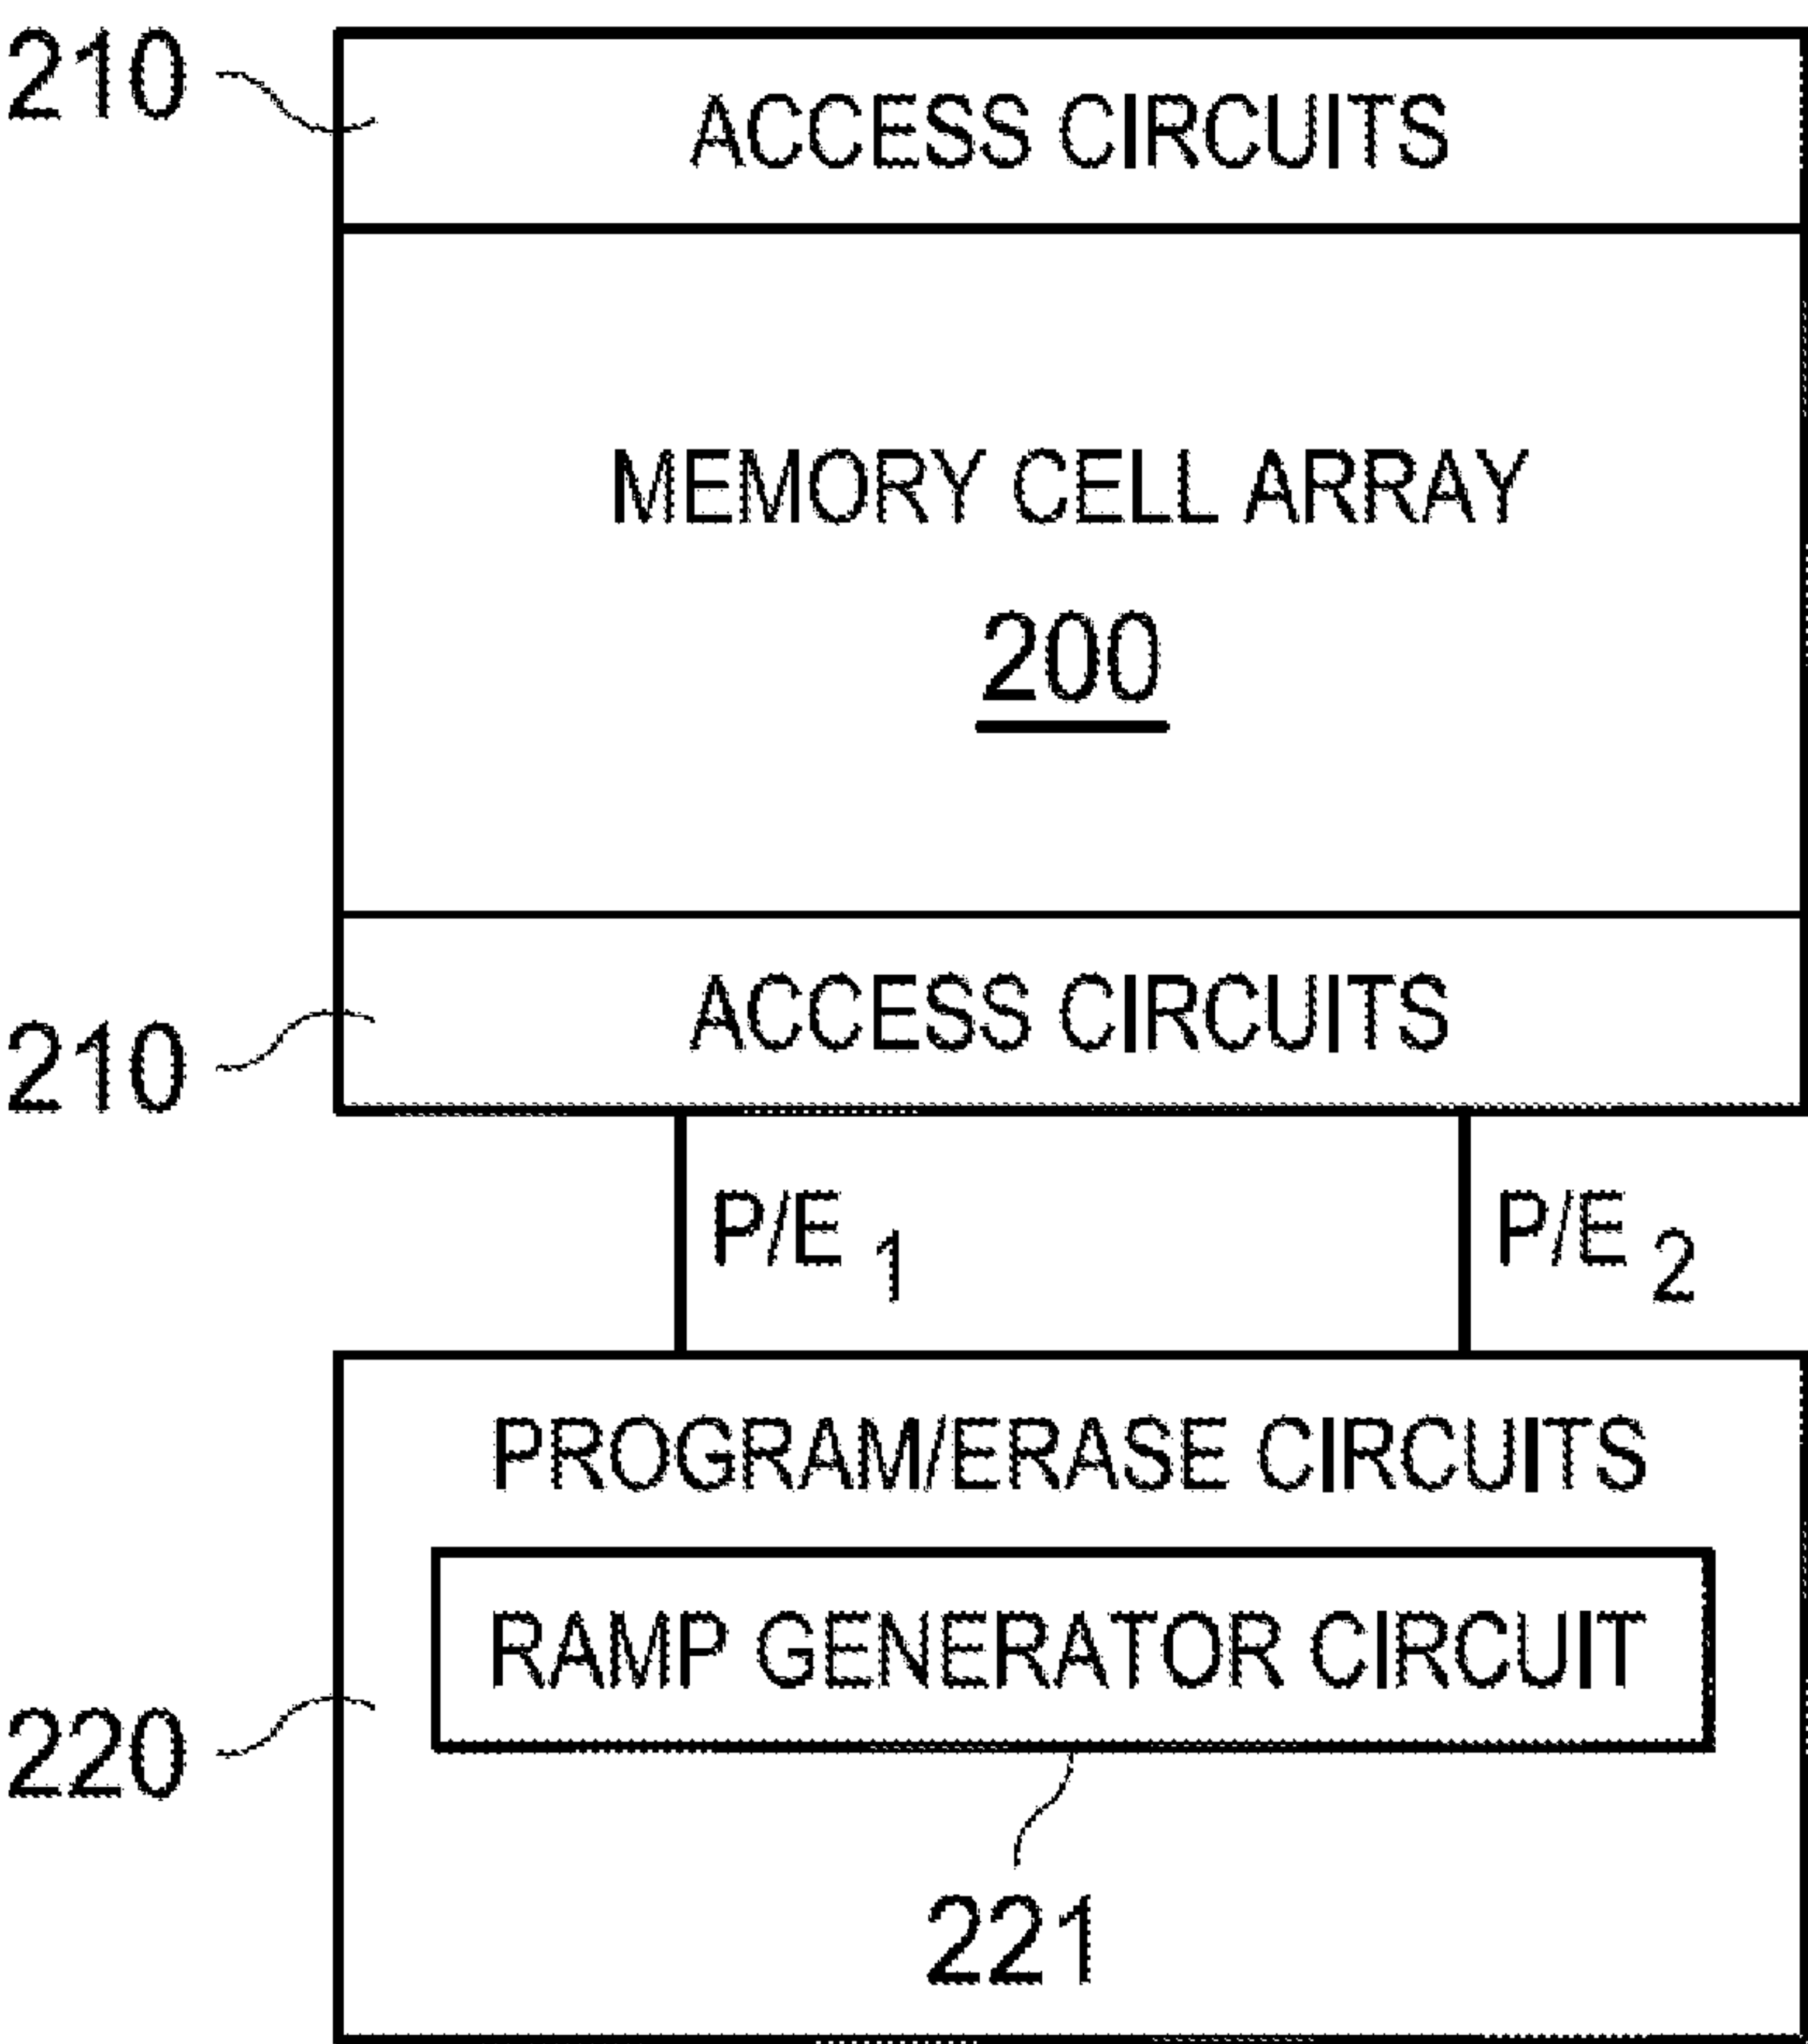 210
ACCESS CIRCUITS
MEMORY CELL ARRAY
200
ACCESS CIRCUITS
210
P/E 1
P/E 2
PROGRAM/ERASE CIRCUITS
RAMP GENERATOR CIRCUIT
220
221